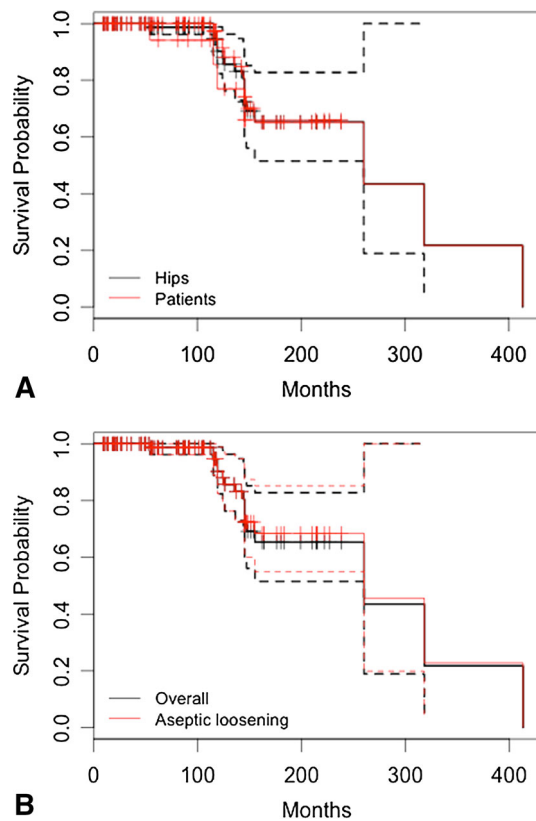 1.0
0.8
0.6
0.4
0.2
0.0
Survival Probability
Hips
Patients
0 100 200 300 400
Months
A
1.0
0.8
0.6
0.4
0.2
0.0
Survival Probability
Overall
Aseptic loosening
0 100 200 300 400
Months
B